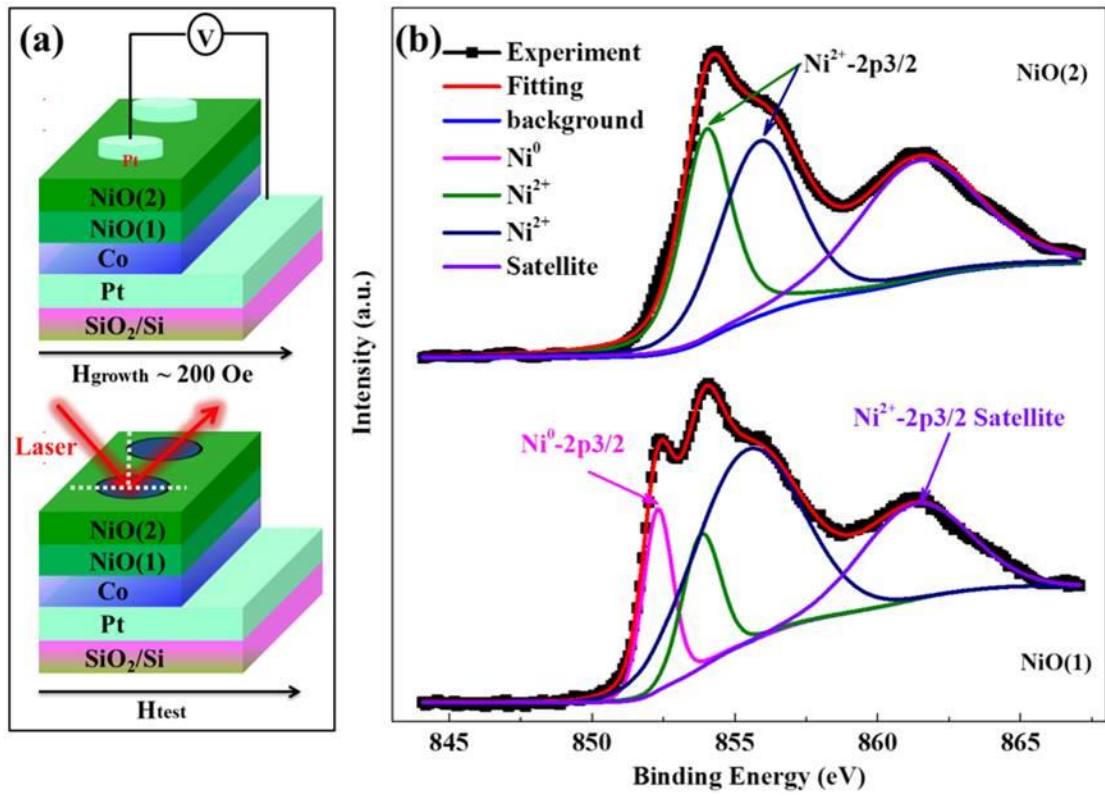 (a)
V
Pt
NiO(2)
NiO(1)
Co
Pt
SiO₂/Si
Hgrowth ~ 200 Oe
Laser
NiO(2)
NiO(1)
Co
Pt
SiO₂/Si
Htest
(b)
Experiment
Fitting
background
Ni⁰
Ni²⁺
Ni²⁺
Satellite
Ni²⁺-2p3/2
NiO(2)
Intensity (a.u.)
Ni⁰-2p3/2
Ni²⁺-2p3/2 Satellite
NiO(1)
845 850 855 860 865
Binding Energy (eV)